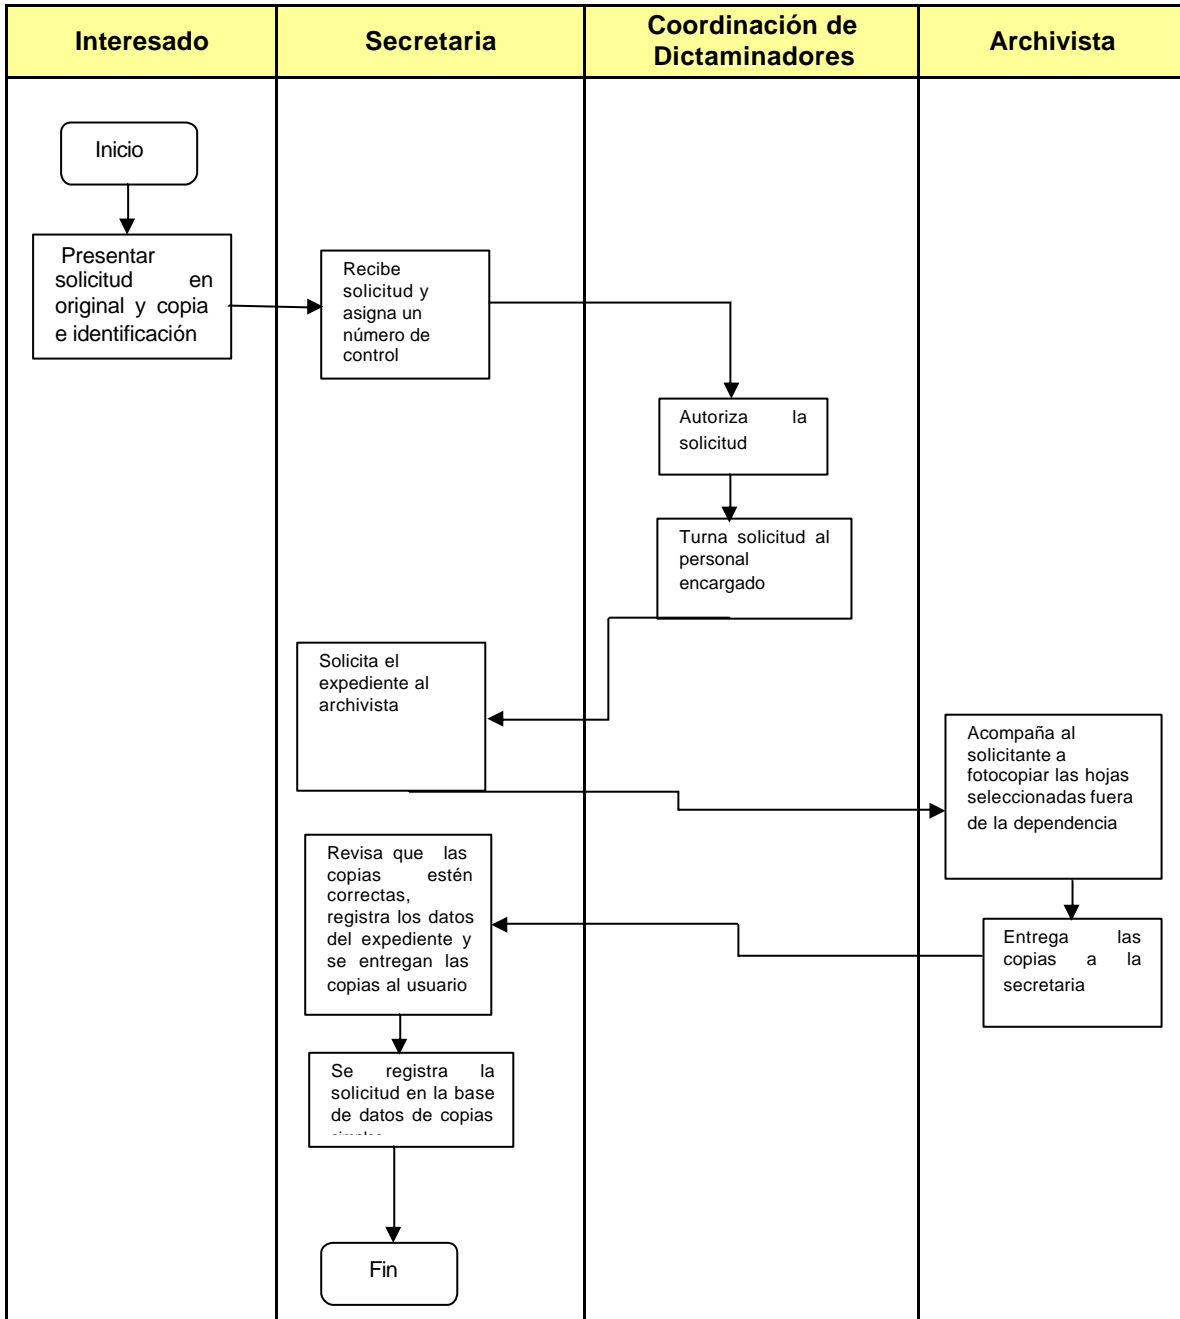 Interesado
Secretaria
Coordinación de
Dictaminadores
Archivista
Inicio
Presentar
solicitud en
original y copia
e identificación
Recibe
solicitud y
asigna un
número de
control
Autoriza la
solicitud
Turna solicitud al
personal
encargado
Solicita el
expediente al
archivista
Acompaña al
solicitante a
fotocopiar las hojas
seleccionadas fuera
de la dependencia
Entrega las
copias a la
secretaria
Revisa que las
copias estén
correctas,
registra los datos
del expediente y
se entregan las
copias al usuario
Se registra la
solicitud en la base
de datos de copias
Fin